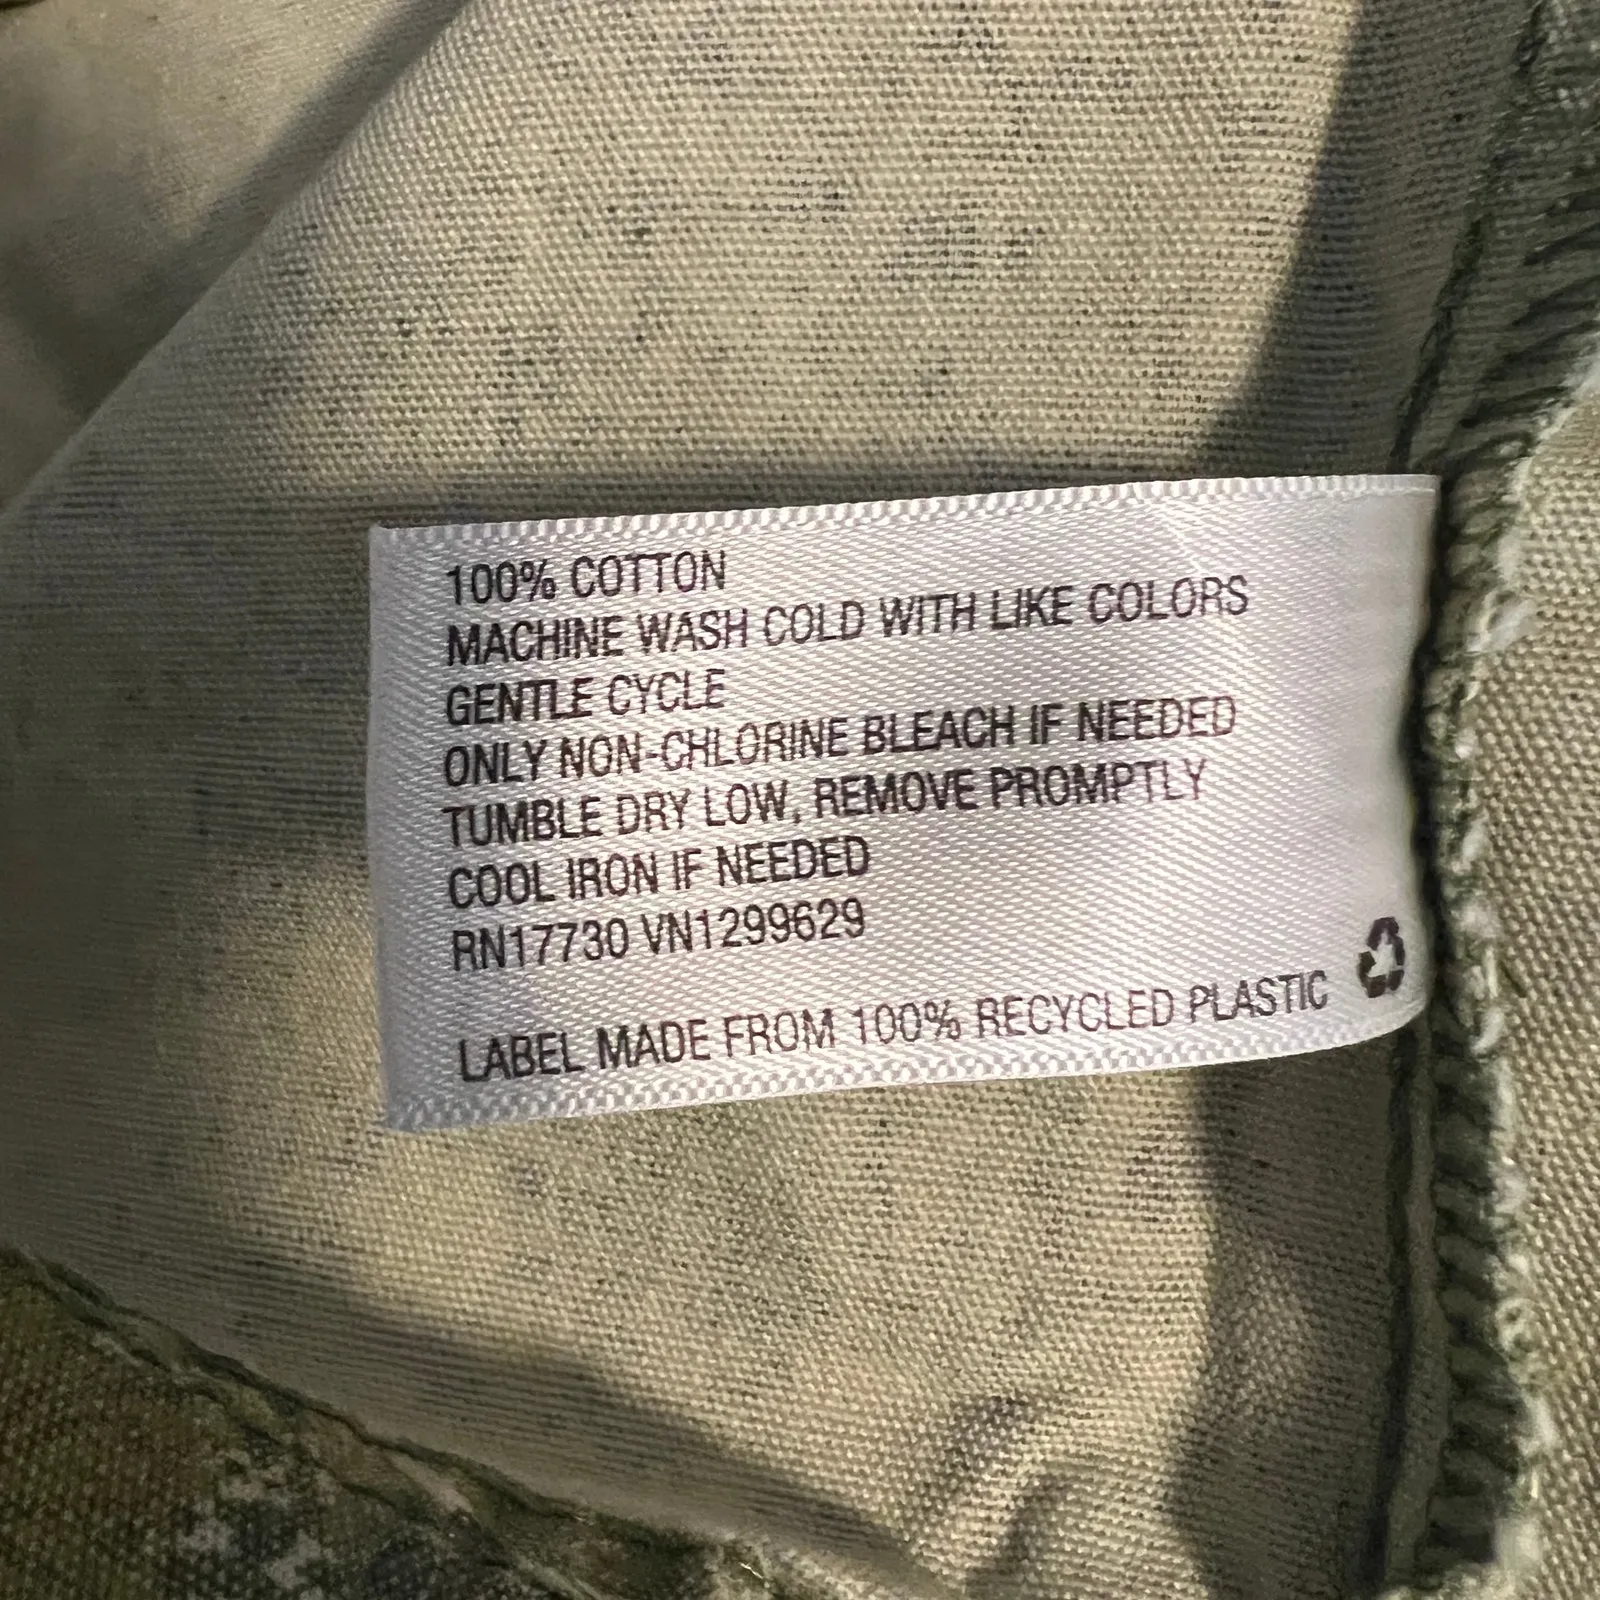 100% COTTON
MACHINE WASH COLD WITH LIKE COLORS
GENTLE CYCLE
ONLY NON-CHLORINE BLEACH IF NEEDED
TUMBLE DRY LOW, REMOVE PROMPTLY
COOL IRON IF NEEDED
RN17730 VN1299629
LABEL MADE FROM 100% RECYCLED PLASTIC